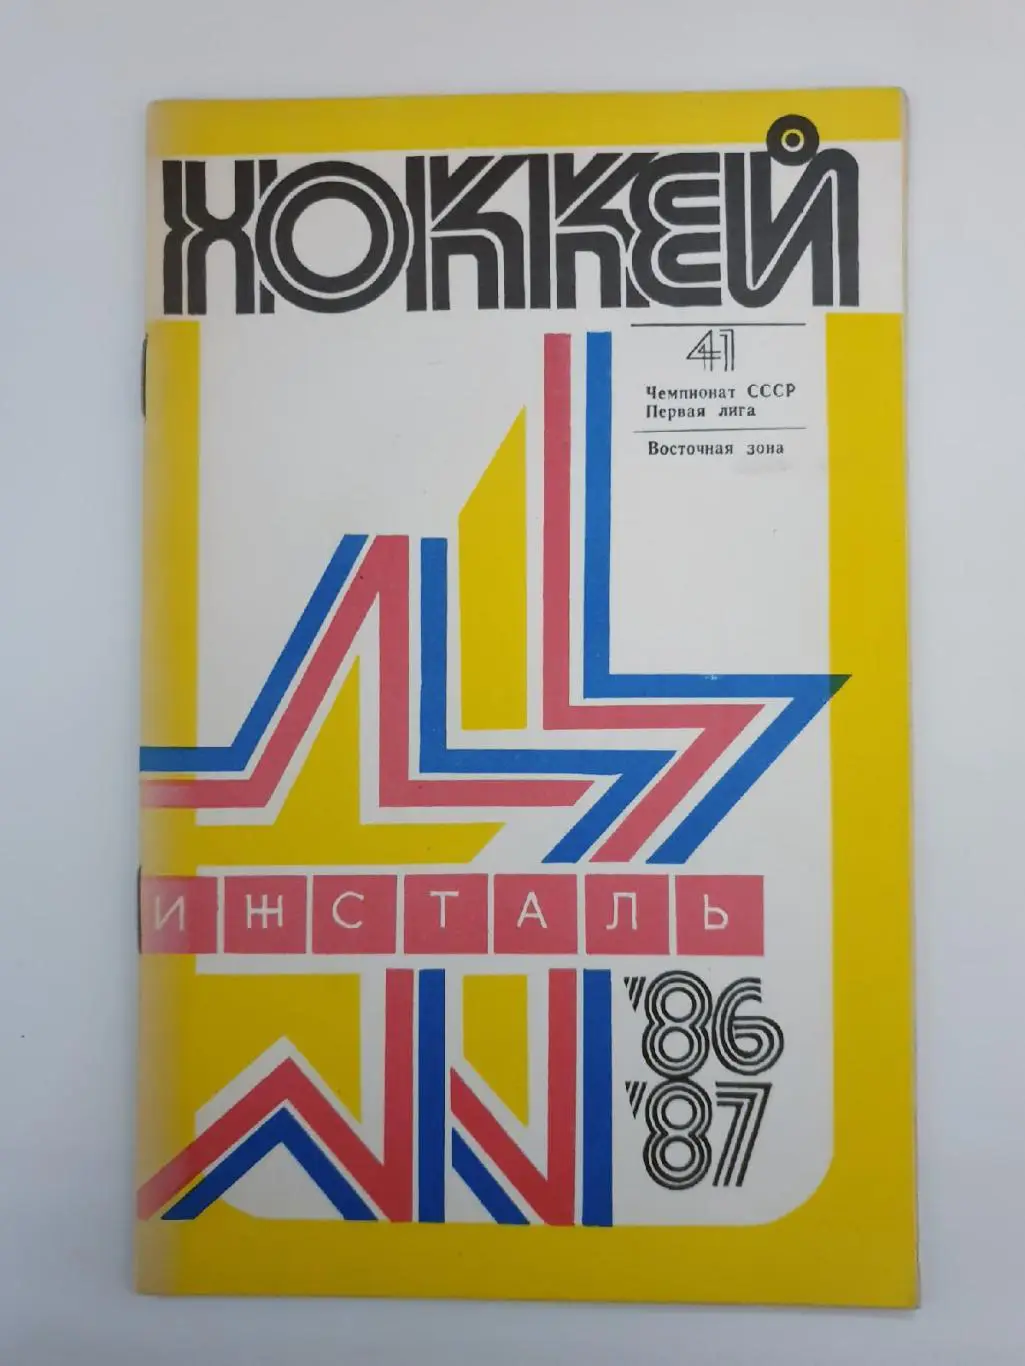 ХОККЕЙ
41
Чемпионат СССР
Первая лига
Восточная зона
ИЖСТАЛЬ
'86
'87